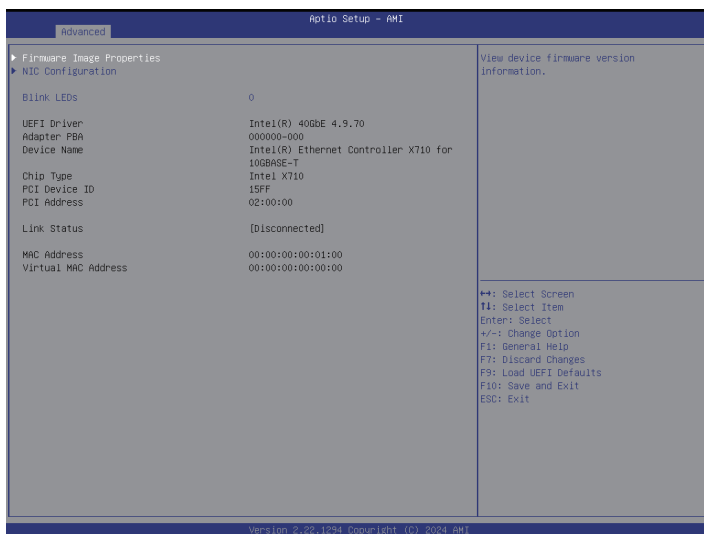 Aptio Setup – AMI
Advanced
Firmware Image Properties
NIC Configuration
Blink LEDs 0
UEFI Driver Intel(R) 40GbE 4.9.70
Adapter PBA 000000-000
Device Name Intel(R) Ethernet Controller X710 for
10GBASE-T
Chip Type Intel X710
PCI Device ID 15FF
PCI Address 02:00:00
Link Status [Disconnected]
MAC Address 00:00:00:00:01:00
Virtual MAC Address 00:00:00:00:00:00
View device firmware version
information.
↔: Select Screen
↑↓: Select Item
Enter: Select
+/-: Change Option
F1: General Help
F7: Discard Changes
F9: Load UEFI Defaults
F10: Save and Exit
ESC: Exit
Version 2.22.1294 Copyright (C) 2024 AMI